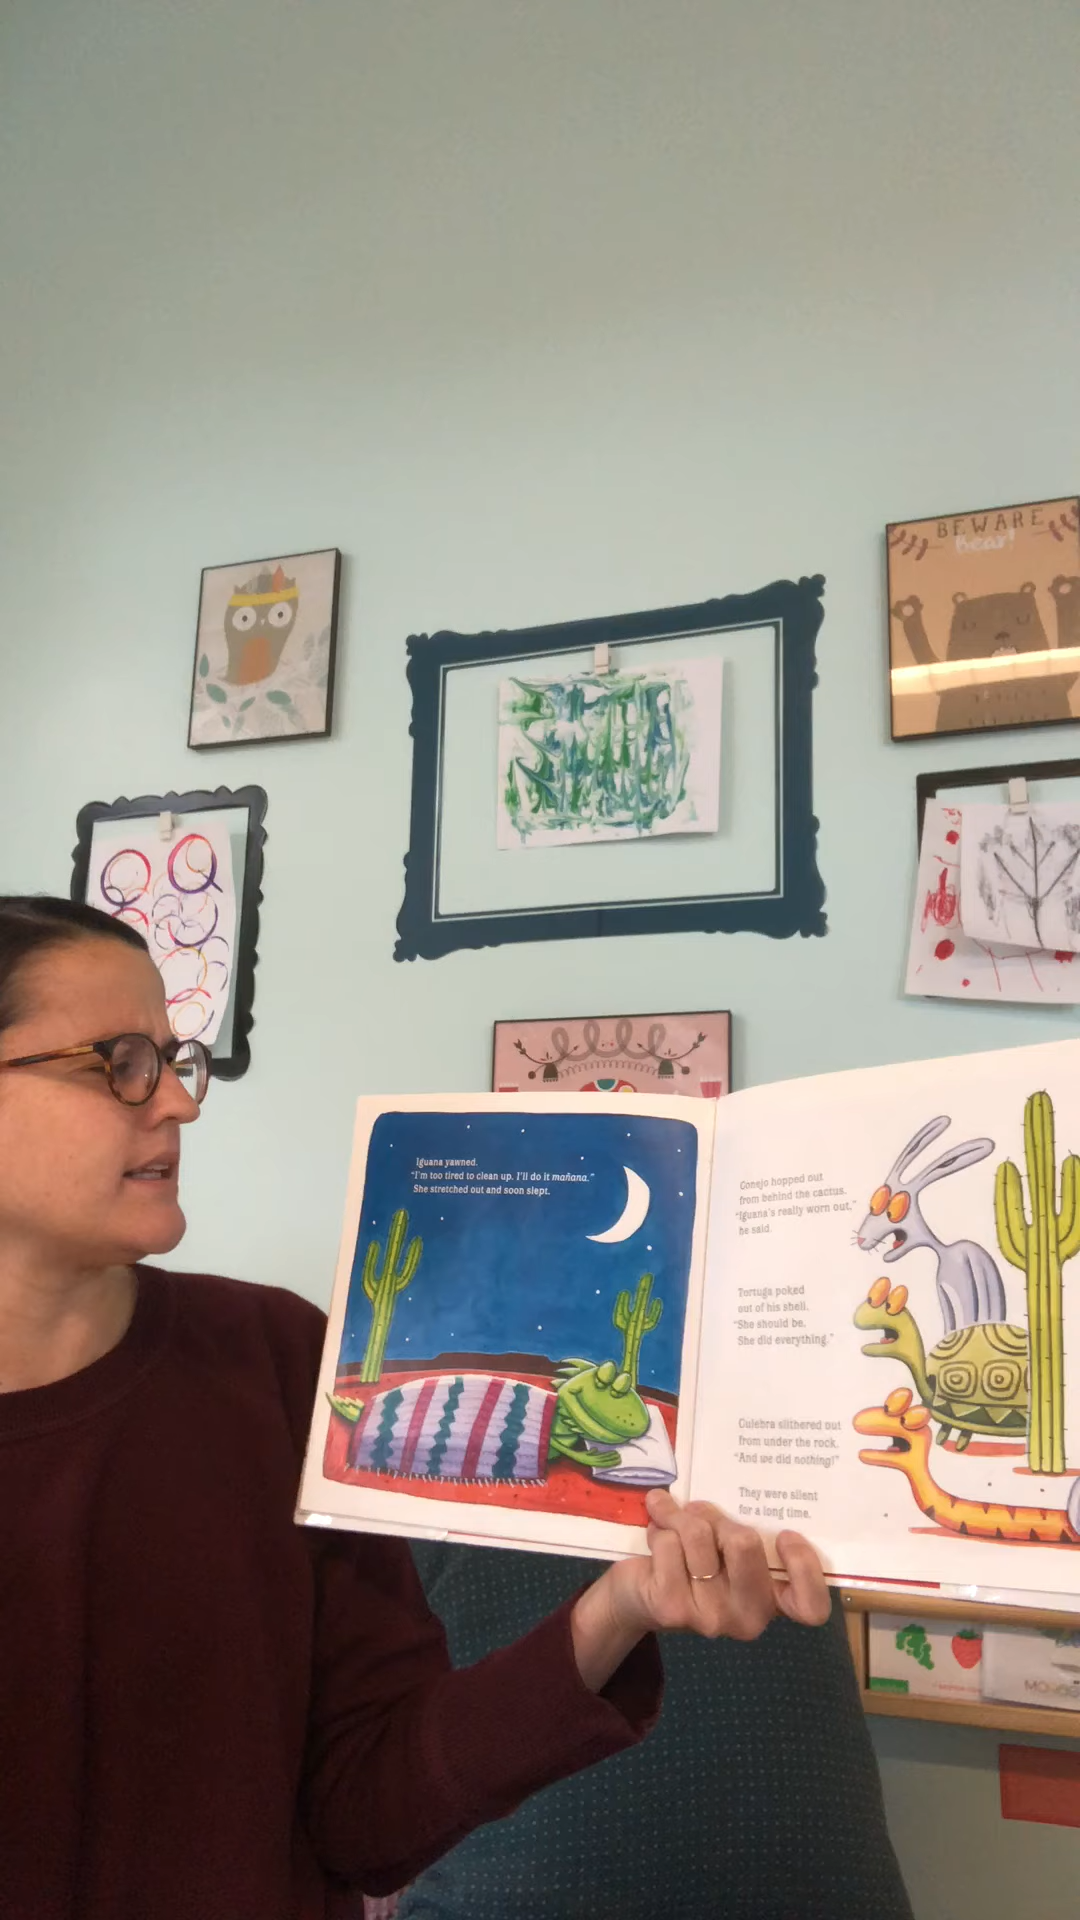 BEWARE
Bear!
Iguana yawned.
"I'm too tired to clean up. I'll do it mañana."
She stretched out and soon slept.
Conejo hopped out
from behind the cactus.
"Iguana's really worn out,"
he said.
Tortuga poked
out of his shell.
"She should be.
She did everything."
Culebra slithered out
from under the rock.
"And we did nothing!"
They were silent
for a long time.